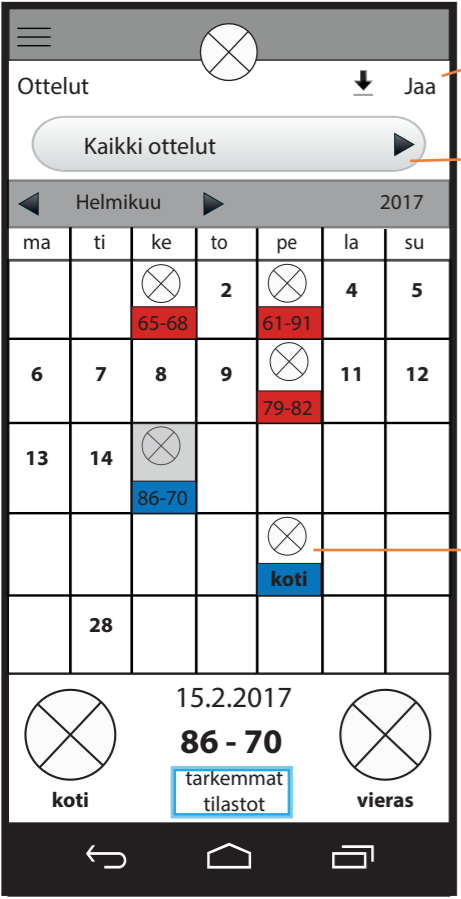 Ottelut Jaa
Kaikki ottelut
Helmikuu 2017
ma ti ke to pe la su
2 4 5
65-68 61-91
6 7 8 9 11 12
79-82
13 14
86-70
koti
28
15.2.2017
86 - 70
tarkemmat
tilastot
koti vieras